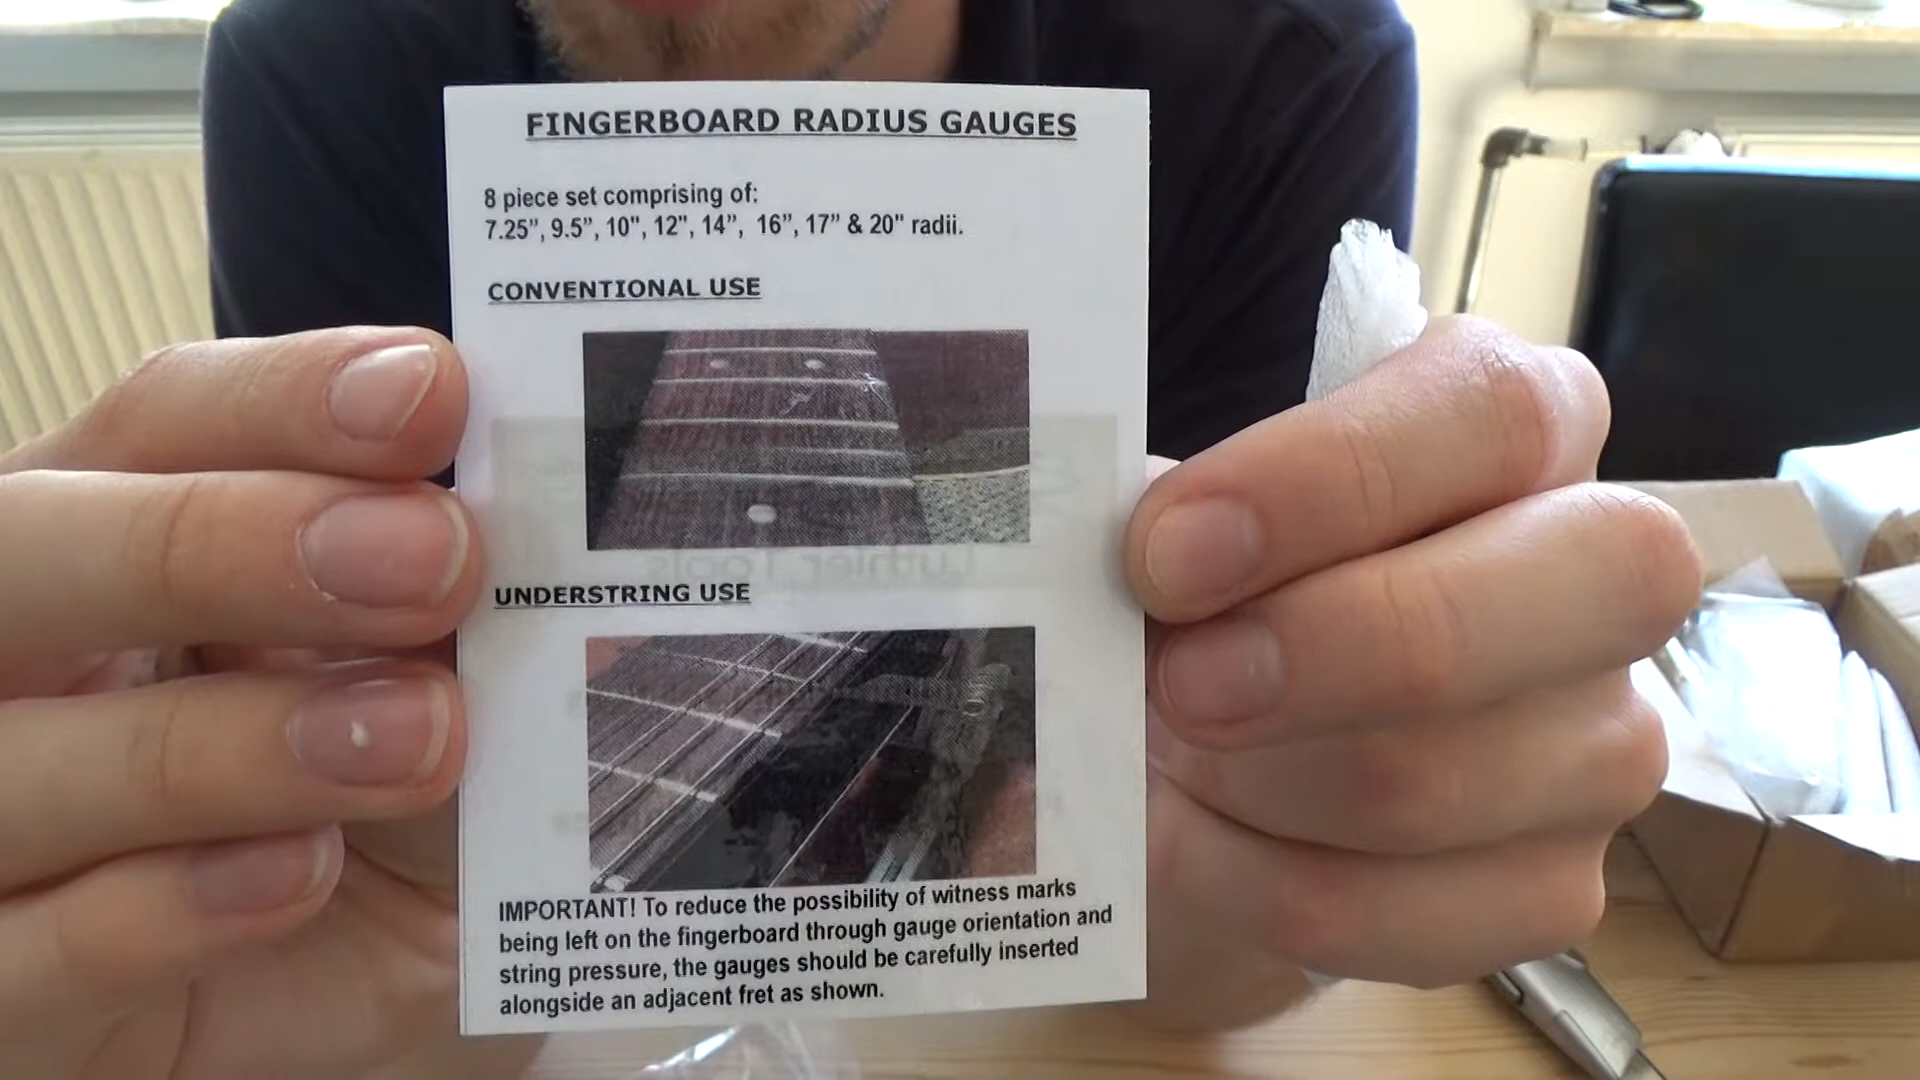 FINGERBOARD RADIUS GAUGES
8 piece set comprising of:
7.25”, 9.5”, 10", 12", 14”, 16”, 17” & 20" radii.
CONVENTIONAL USE
Luthier Tools
UNDERSTRING USE
IMPORTANT! To reduce the possibility of witness marks
being left on the fingerboard through gauge orientation and
string pressure, the gauges should be carefully inserted
alongside an adjacent fret as shown.